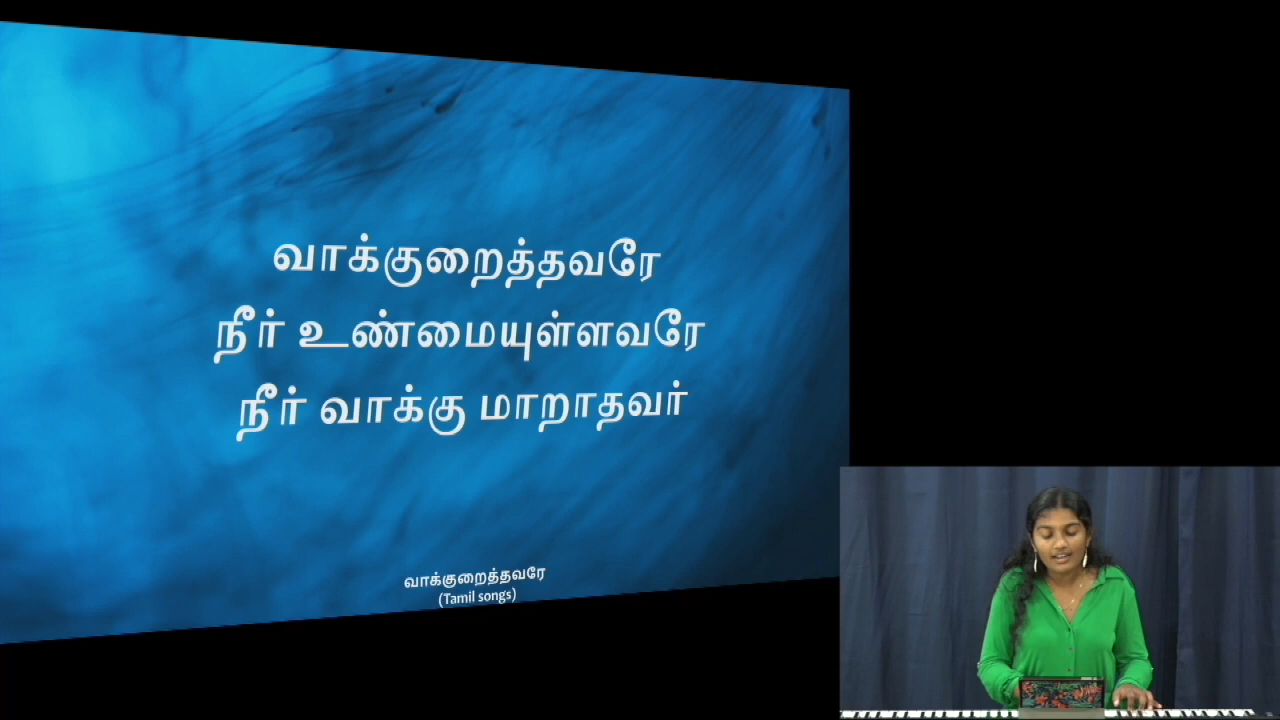 வாக்குறைத்தவரே
நீர் உண்மையுள்ளவரே
நீர் வாக்கு மாறாதவர்
வாக்குறைத்தவரே
(Tamil songs)